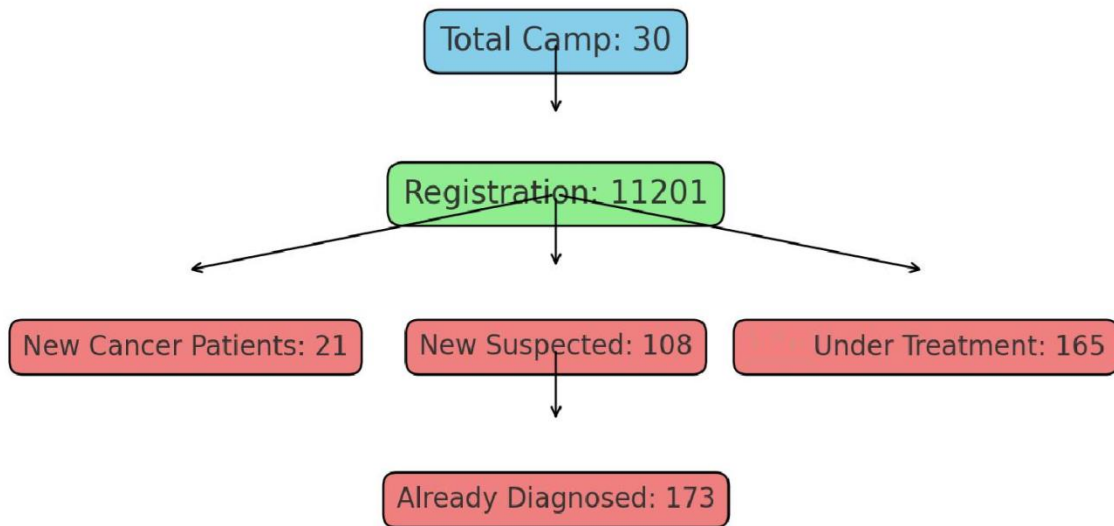 Total Camp: 30
Registration: 11201
New Cancer Patients: 21
New Suspected: 108
Under Treatment: 165
Already Diagnosed: 173